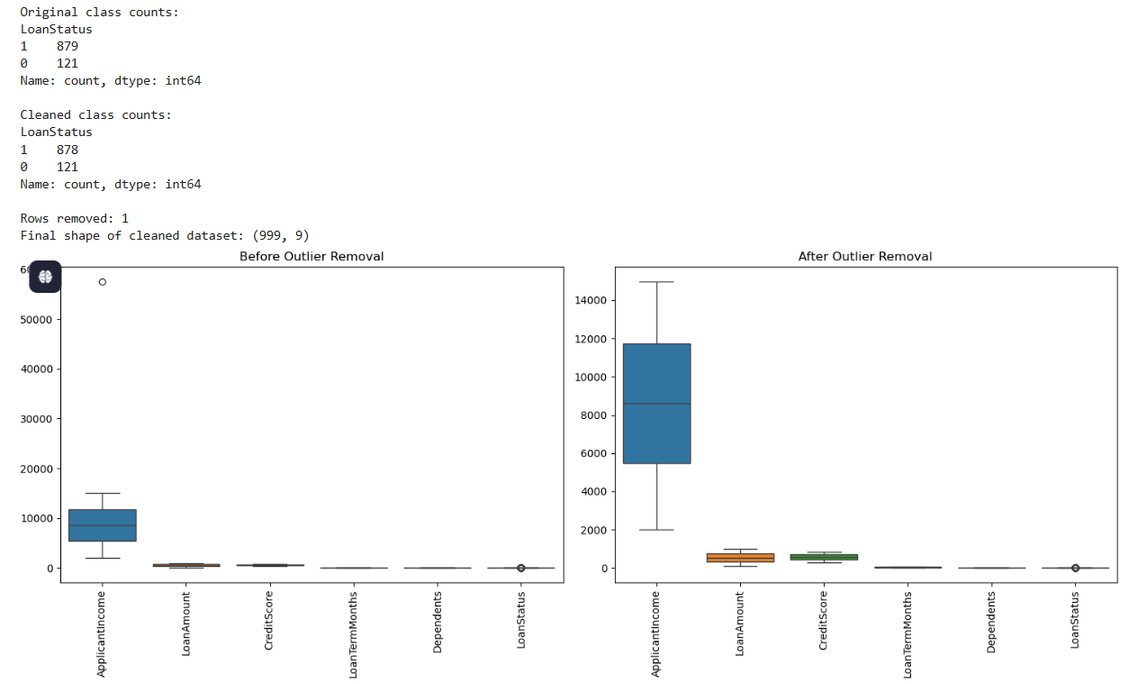 Original class counts:
LoanStatus
1    879
0    121
Name: count, dtype: int64
Cleaned class counts:
LoanStatus
1    878
0    121
Name: count, dtype: int64
Rows removed: 1
Final shape of cleaned dataset: (999, 9)
Before Outlier Removal
50000
40000
30000
20000
10000
0
ApplicantIncome
LoanAmount
CreditScore
LoanTermMonths
Dependents
LoanStatus
After Outlier Removal
14000
12000
10000
8000
6000
4000
2000
0
ApplicantIncome
LoanAmount
CreditScore
LoanTermMonths
Dependents
LoanStatus